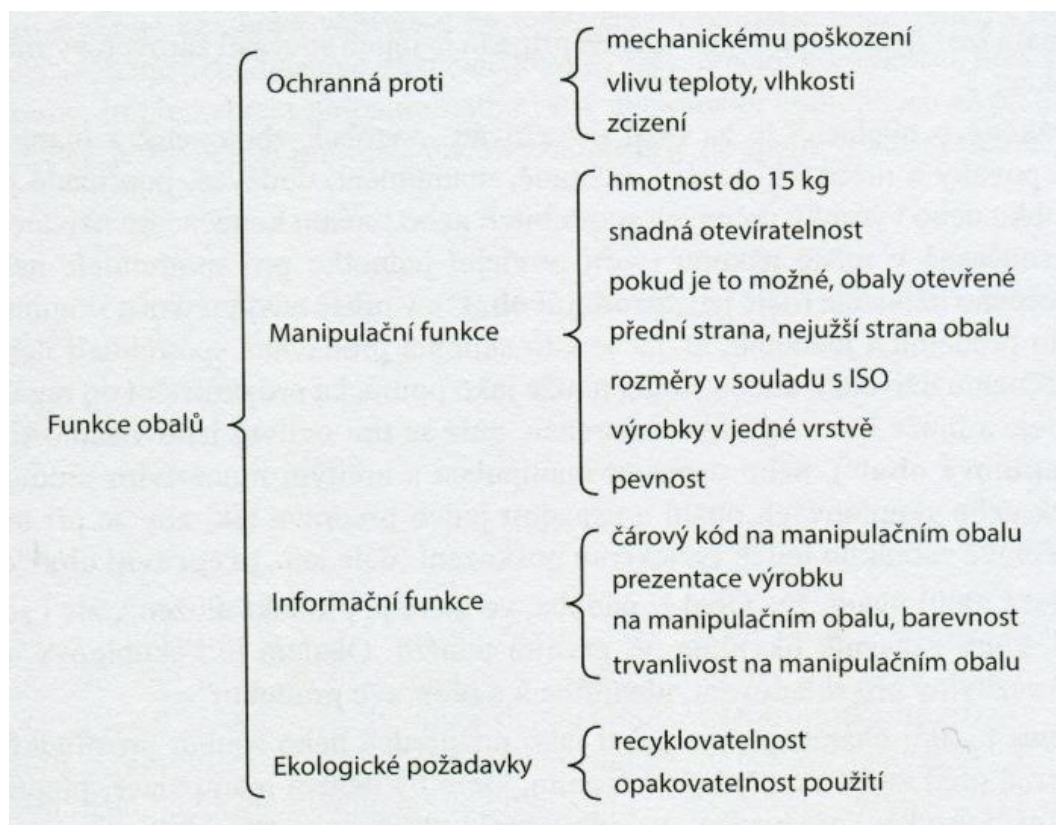 Funkce obalů
Ochranná proti
mechanickému poškození
vlivu teploty, vlhkosti
zcizení
Manipulační funkce
hmotnost do 15 kg
snadná otevíratelnost
pokud je to možné, obaly otevřené
přední strana, nejužší strana obalu
rozměry v souladu s ISO
výrobky v jedné vrstvě
pevnost
Informační funkce
čárový kód na manipulačním obalu
prezentace výrobku
na manipulačním obalu, barevnost
trvanlivost na manipulačním obalu
Ekologické požadavky
recyklovatelnost
opakovatelnost použití